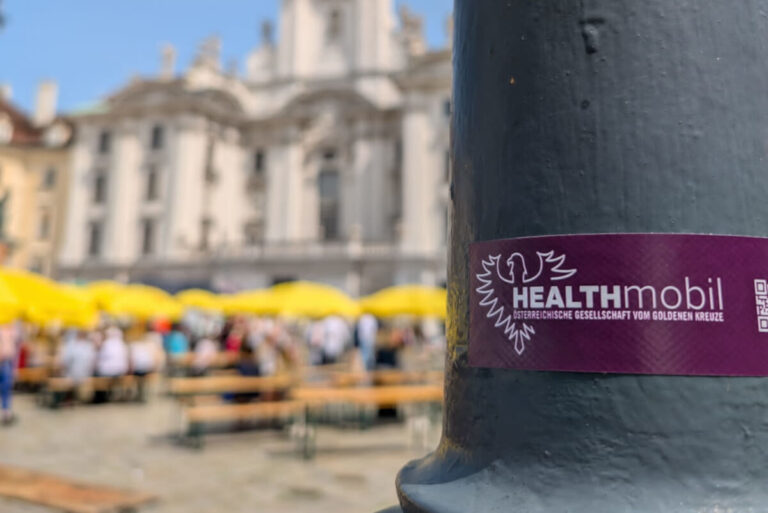 HEALTHmobil
ÖSTERREICHISCHE GESELLSCHAFT VOM GOLDENEN KREUZE